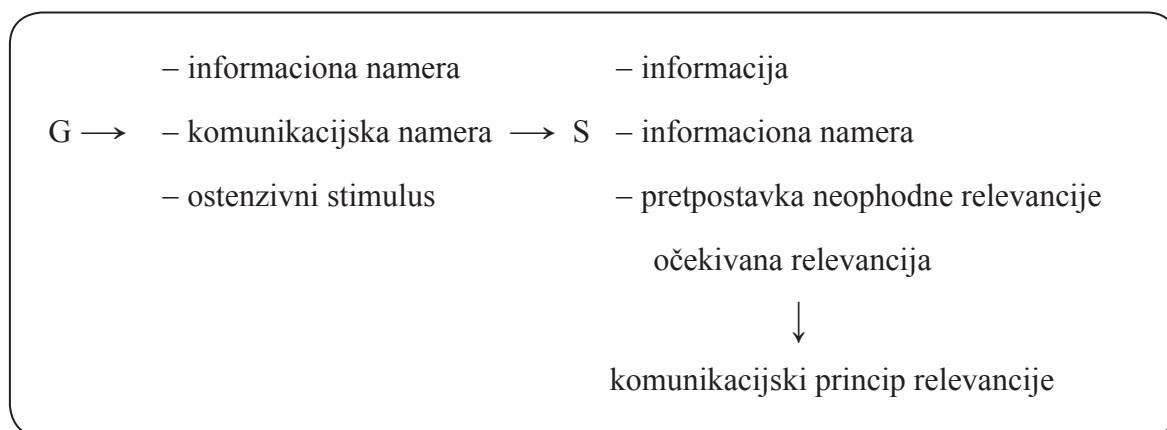 – informaciona namera – informacija
G → – komunikacijska namera → S – informaciona namera
– ostenzivni stimulus – pretpostavka neophodne relevancije
očekivana relevancija
↓
komunikacijski princip relevancije